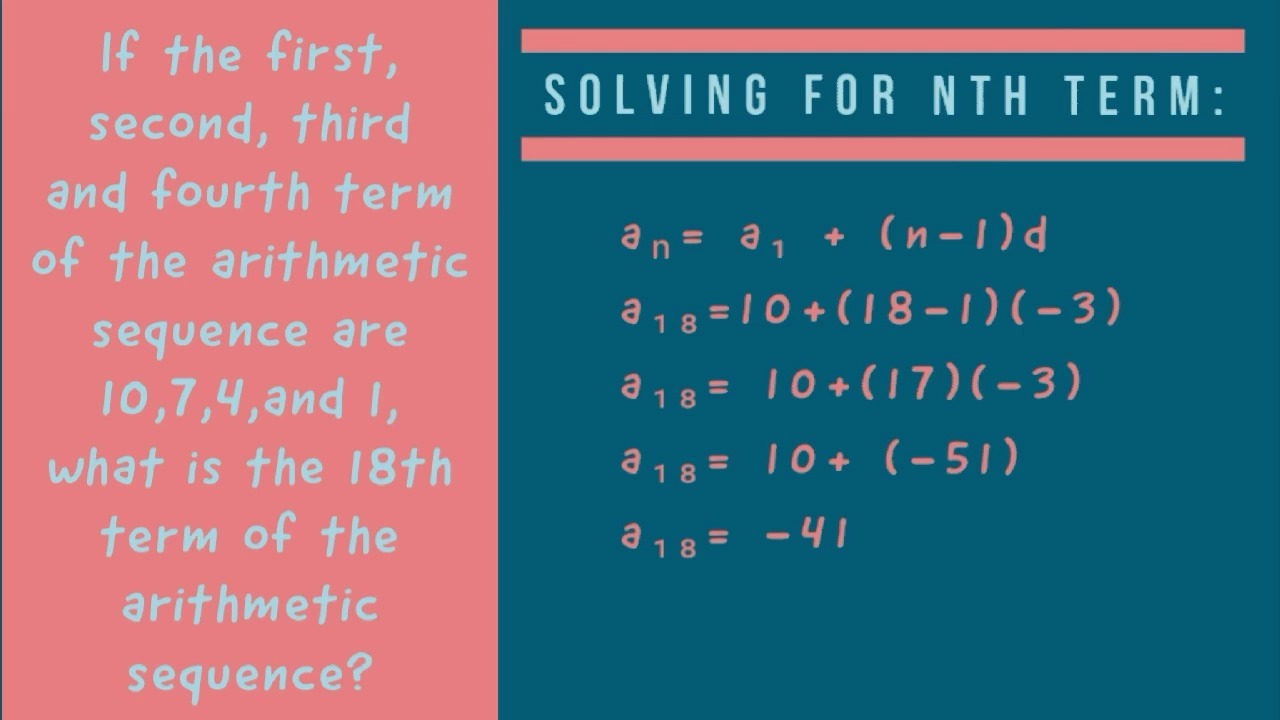 If the first,
second, third
and fourth term
of the arithmetic
sequence are
10,7,4,and 1,
what is the 18th
term of the
arithmetic
sequence?
SOLVING FOR NTH TERM:
aₙ= a₁ + (n-1)d
a₁₈=10+(18-1)(-3)
a₁₈= 10+(17)(-3)
a₁₈= 10+ (-51)
a₁₈= -41